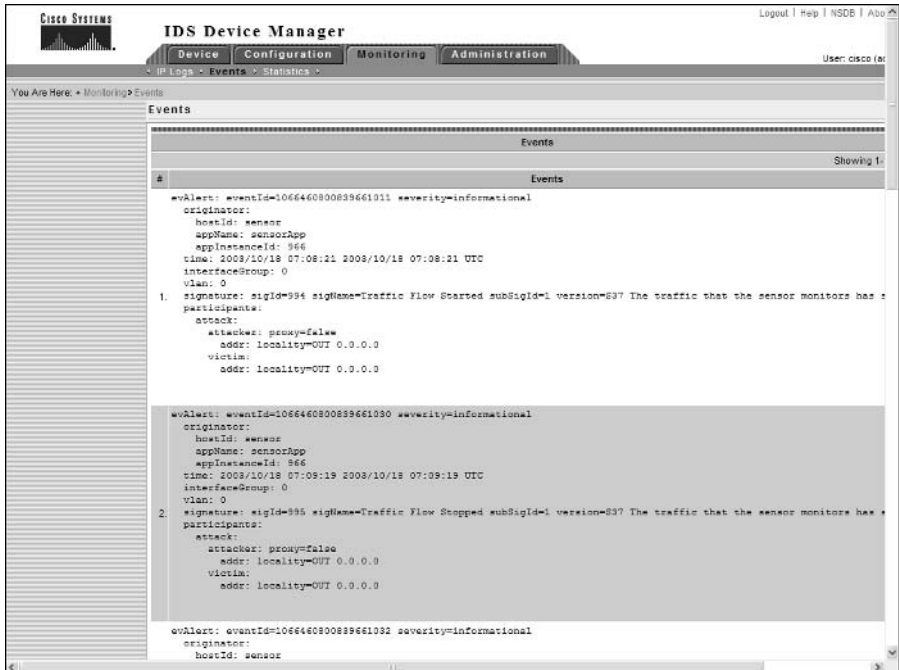 Logout | Help | NSDB | Abo
CISCO SYSTEMS
IDS Device Manager
Device Configuration Monitoring Administration
User: cisco (a
IP Logs Events Statistics
You Are Here: Monitoring > Events
Events
Events
Showing 1-
# Events
evAlert: eventId=1066460800839661011 severity=informational
originator:
hostId: sensor
appName: sensorApp
appInstanceId: 966
time: 2003/10/18 07:08:21 2003/10/18 07:08:21 UTC
interfaceGroup: 0
vlan: 0
1. signature: sigId=994 sigName=Traffic Flow Started subSigId=1 version=S37 The traffic that the sensor monitors has s
participants:
attack:
attacker: proxy=false
addr: locality=OUT 0.0.0.0
victim:
addr: locality=OUT 0.0.0.0
evAlert: eventId=1066460800839661030 severity=informational
originator:
hostId: sensor
appName: sensorApp
appInstanceId: 966
time: 2003/10/18 07:09:19 2003/10/18 07:09:19 UTC
interfaceGroup: 0
vlan: 0
2. signature: sigId=995 sigName=Traffic Flow Stopped subSigId=1 version=S37 The traffic that the sensor monitors has s
participants:
attack:
attacker: proxy=false
addr: locality=OUT 0.0.0.0
victim:
addr: locality=OUT 0.0.0.0
evAlert: eventId=1066460800839661032 severity=informational
originator:
hostId: sensor